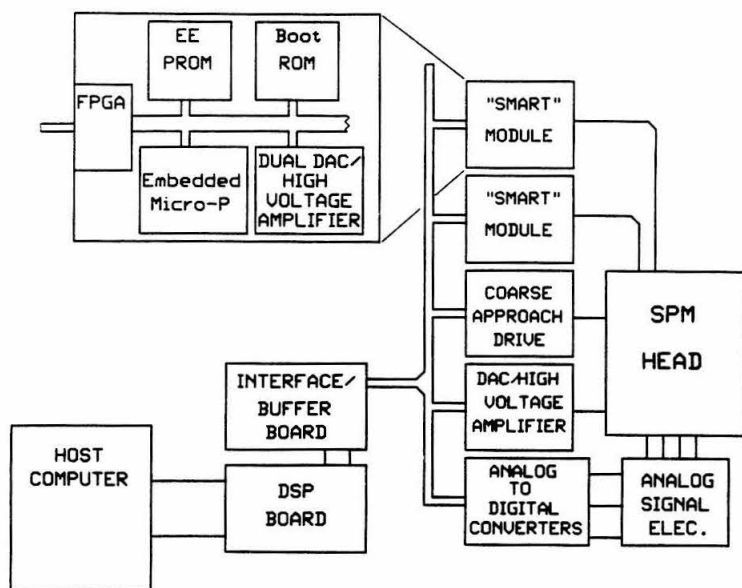 EE
PROM
Boot
ROM
FPGA
Embedded
Micro-P
DUAL DAC/
HIGH
VOLTAGE
AMPLIFIER
"SMART"
MODULE
"SMART"
MODULE
COARSE
APPROACH
DRIVE
SPM
HEAD
INTERFACE/
BUFFER
BOARD
DAC/HIGH
VOLTAGE
AMPLIFIER
HOST
COMPUTER
DSP
BOARD
ANALOG
TO
DIGITAL
CONVERTERS
ANALOG
SIGNAL
ELEC.